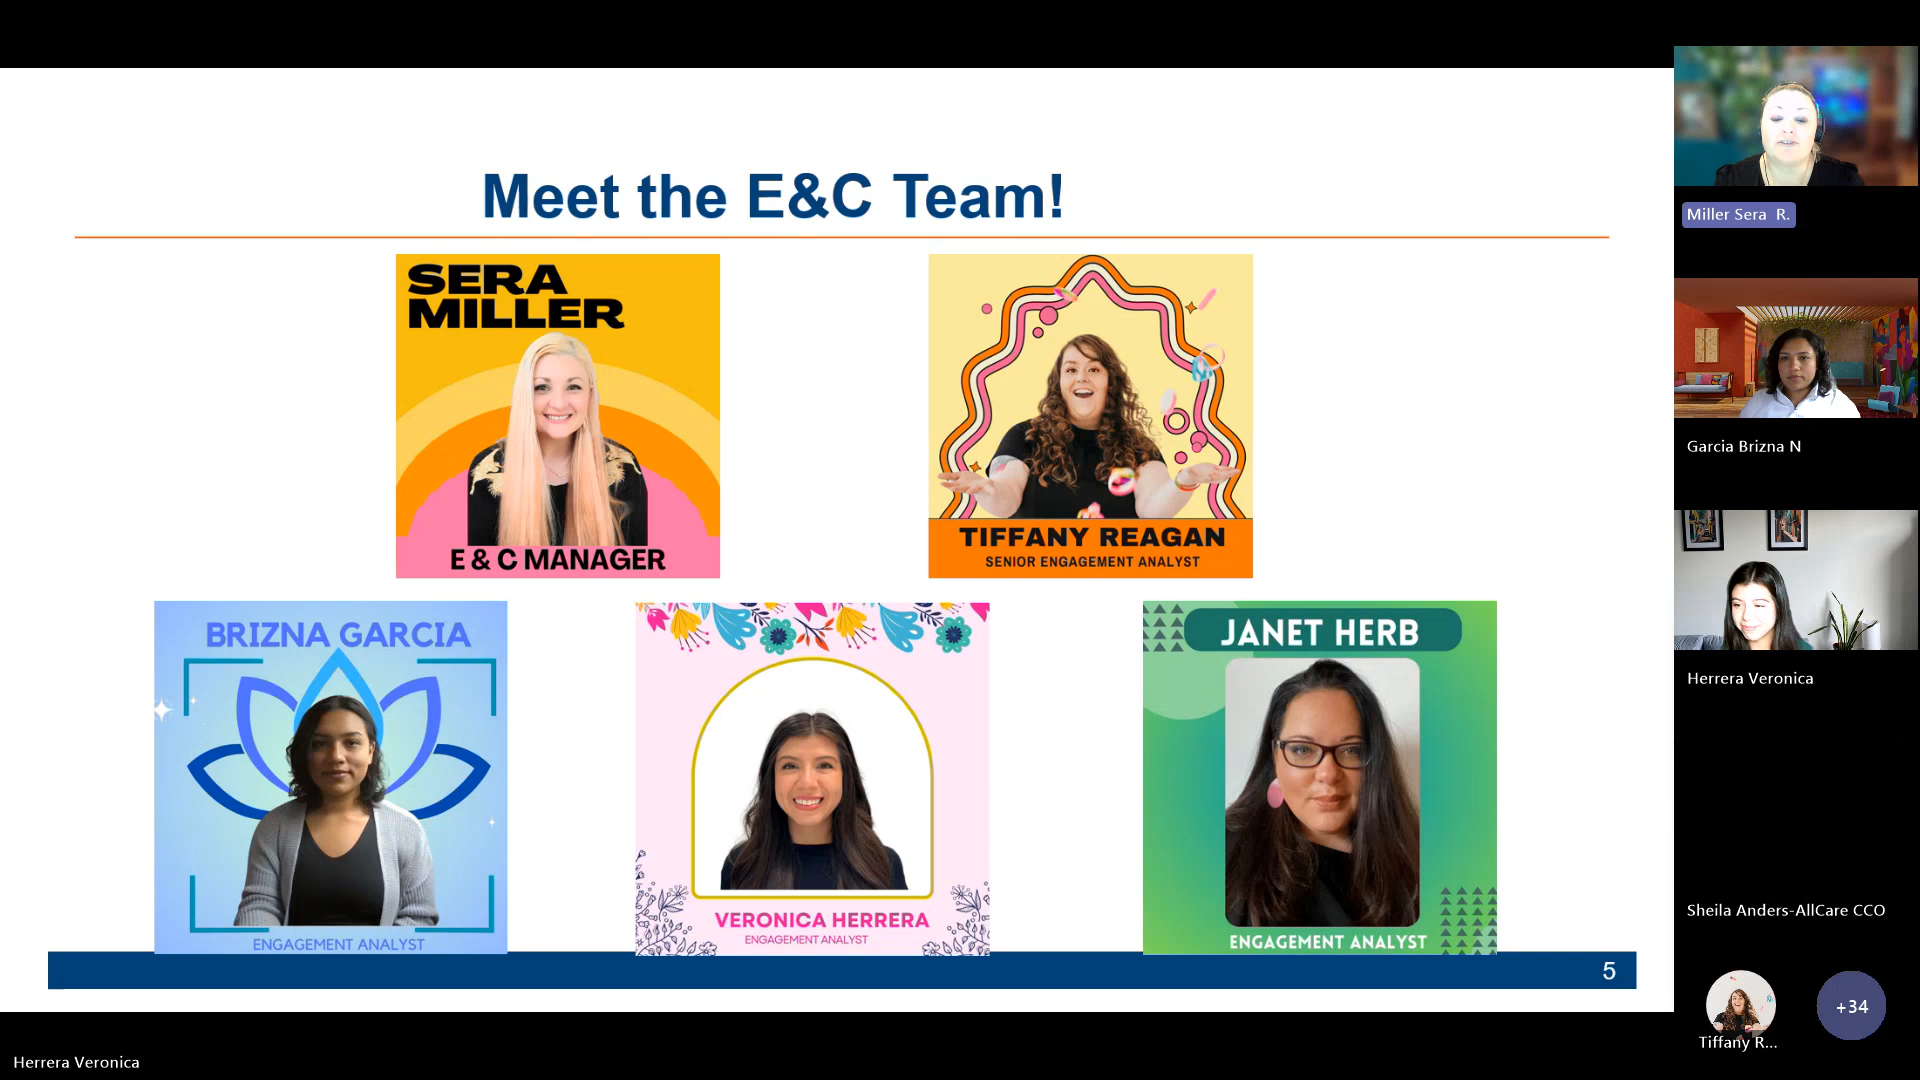 Meet the E&C Team!
SERA
MILLER
E & C MANAGER
TIFFANY REAGAN
SENIOR ENGAGEMENT ANALYST
BRIZNA GARCIA
ENGAGEMENT ANALYST
VERONICA HERRERA
ENGAGEMENT ANALYST
JANET HERB
ENGAGEMENT ANALYST
5
Miller Sera R.
Garcia Brizna N
Herrera Veronica
Sheila Anders-AllCare CCO
Tiffany R...
+34
Herrera Veronica